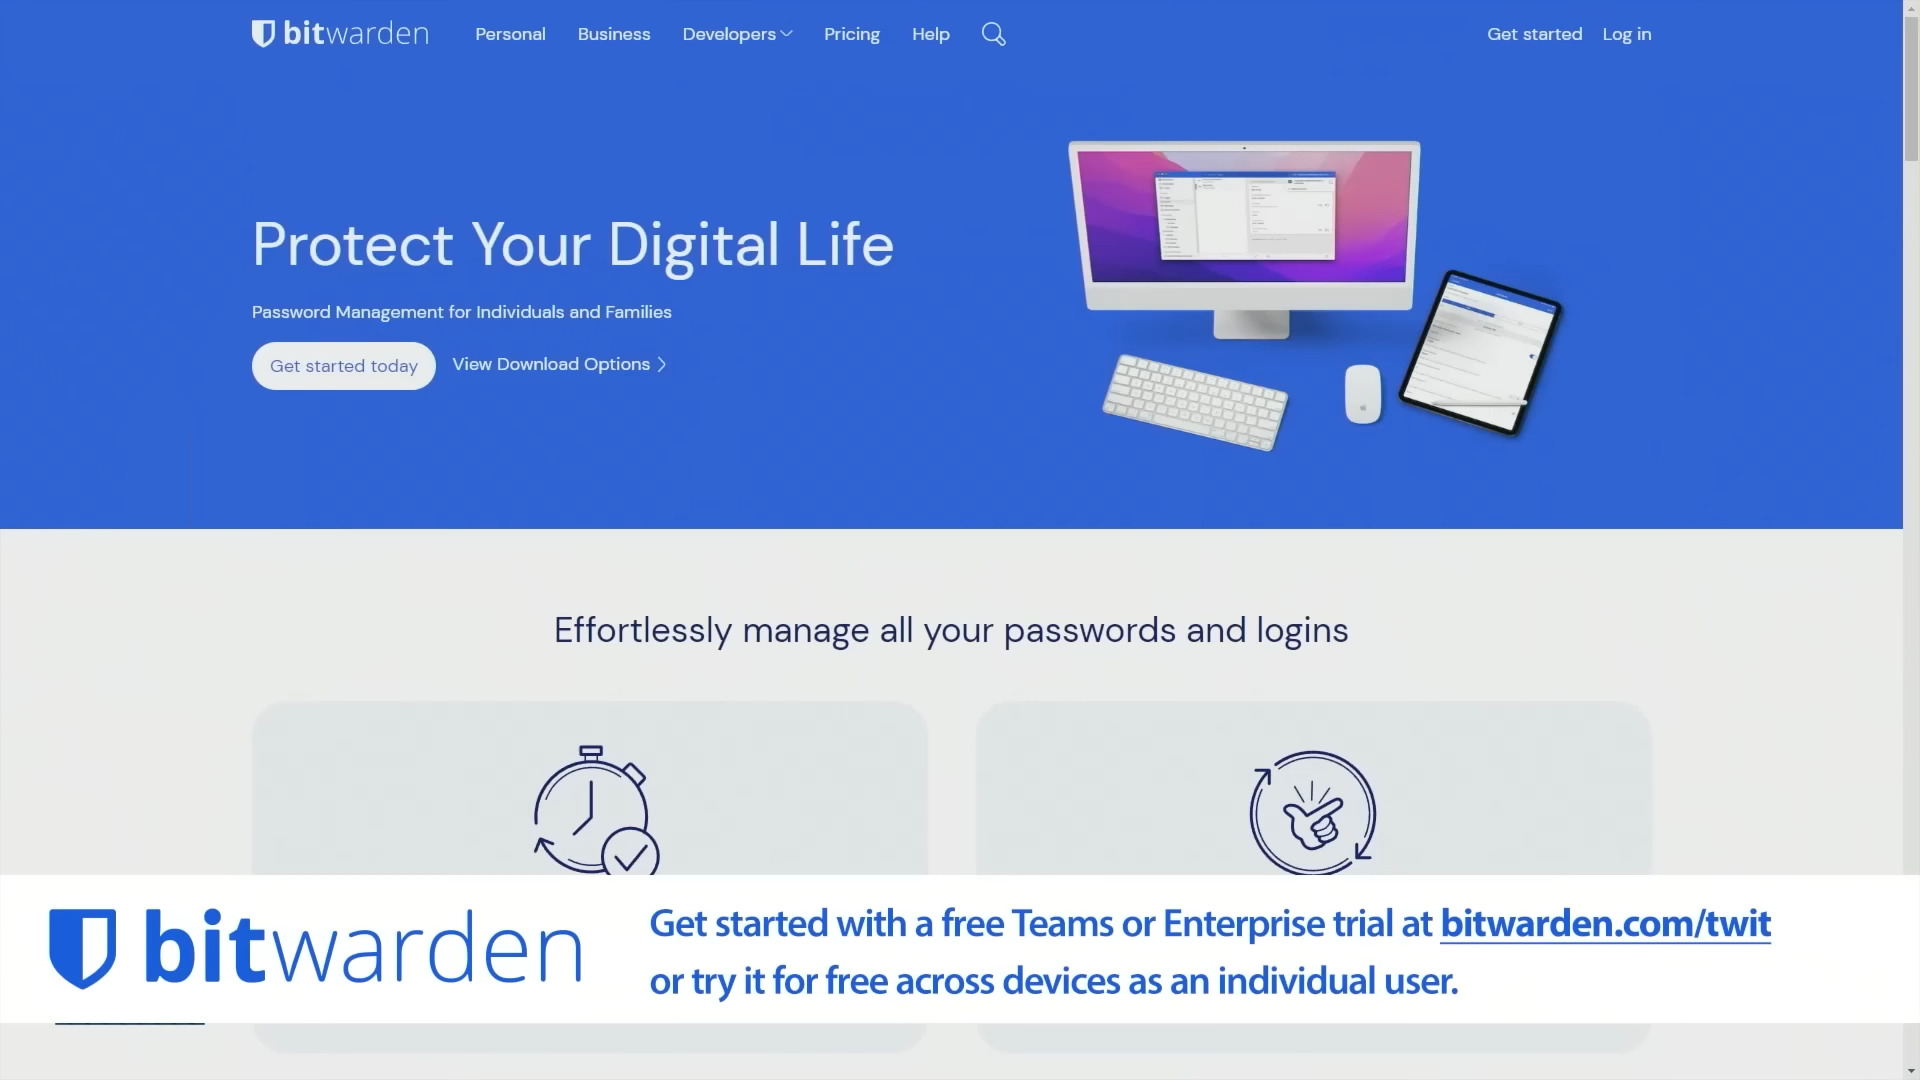 bitwarden
Personal
Business
Developers
Pricing
Help
Get started
Log in
Protect Your Digital Life
Password Management for Individuals and Families
Get started today
View Download Options
Effortlessly manage all your passwords and logins
bitwarden
Get started with a free Teams or Enterprise trial at bitwarden.com/twit
or try it for free across devices as an individual user.